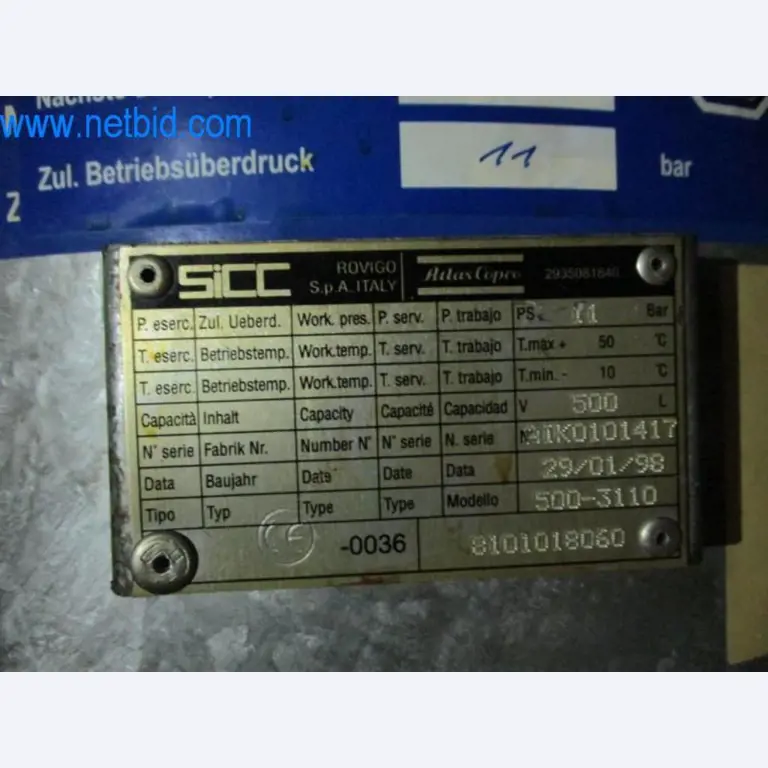 Nächste
www.netbid.com
Zul. Betriebsüberdruck 11 bar
Z
SICC ROVIGO S.p.A. ITALY Atlas Copco 2935081840
P. eserc. Zul. Ueberd. Work. pres. P. serv. P. trabajo PS 11 Bar
T. eserc. Betriebstemp. Work.temp. T. serv. T. trabajo T.max + 50 °C
T. eserc. Betriebstemp. Work.temp. T. serv. T. trabajo T.min. - 10 °C
Capacità Inhalt Capacity Capacité Capacidad V 500 L
N° serie Fabrik Nr. Number N° N° serie N. serie N° AIK0101417
Data Baujahr Date Date Data 29/01/98
Tipo Typ Type Type Modello 500-3110
CE -0036 8101018060